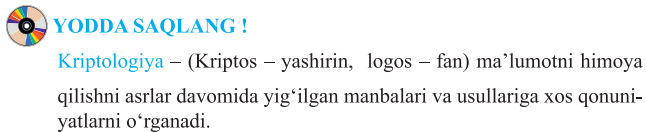 YODDA SAQLANG !
Kriptologiya – (Kriptos – yashirin, logos – fan) ma’lumotni himoya
qilishni asrlar davomida yig‘ilgan manbalari va usullariga xos qonuni-
yatlarni o‘rganadi.